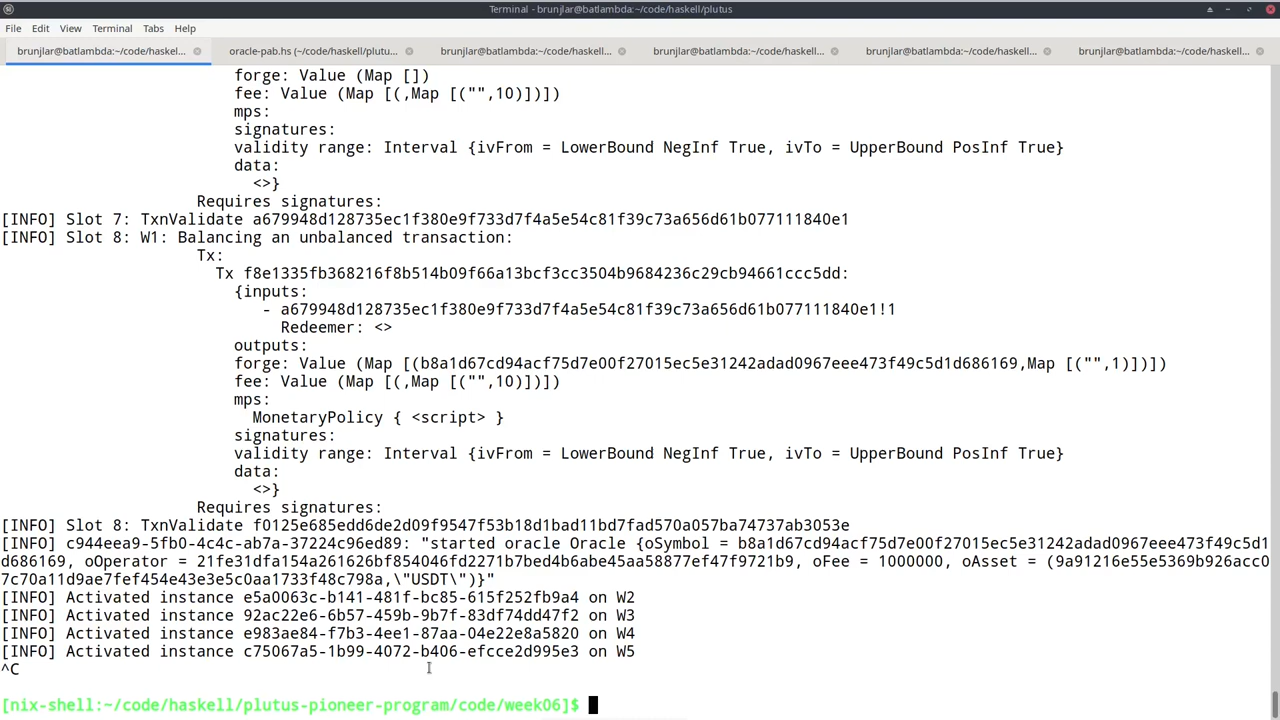 Terminal - brunjlar@batlambda:~/code/haskell/plutus
File Edit View Terminal Tabs Help
brunjlar@batlambda:~/code/haskel... oracle-pab.hs (~/code/haskell/plutu... brunjlar@batlambda:~/code/haskell... brunjlar@batlambda:~/code/haskell... brunjlar@batlambda:~/code/haskell... brunjlar@batlambda:~/code/haskell...
forge: Value (Map [])
fee: Value (Map [(,Map [("",10)])])
mps:
signatures:
validity range: Interval {ivFrom = LowerBound NegInf True, ivTo = UpperBound PosInf True}
data:
<>}
Requires signatures:
[INFO] Slot 7: TxnValidate a679948d128735ec1f380e9f733d7f4a5e54c81f39c73a656d61b077111840e1
[INFO] Slot 8: W1: Balancing an unbalanced transaction:
Tx:
Tx f8e1335fb368216f8b514b09f66a13bcf3cc3504b9684236c29cb94661ccc5dd:
{inputs:
- a679948d128735ec1f380e9f733d7f4a5e54c81f39c73a656d61b077111840e1!1
Redeemer: <>
outputs:
forge: Value (Map [(b8a1d67cd94acf75d7e00f27015ec5e31242adad0967eee473f49c5d1d686169,Map [("",1)])])
fee: Value (Map [(,Map [("",10)])])
mps:
MonetaryPolicy { <script> }
signatures:
validity range: Interval {ivFrom = LowerBound NegInf True, ivTo = UpperBound PosInf True}
data:
<>}
Requires signatures:
[INFO] Slot 8: TxnValidate f0125e685edd6de2d09f9547f53b18d1bad11bd7fad570a057ba74737ab3053e
[INFO] c944eea9-5fb0-4c4c-ab7a-37224c96ed89: "started oracle Oracle {oSymbol = b8a1d67cd94acf75d7e00f27015ec5e31242adad0967eee473f49c5d1
d686169, oOperator = 21fe31dfa154a261626bf854046fd2271b7bed4b6abe45aa58877ef47f9721b9, oFee = 1000000, oAsset = (9a91216e55e5369b926acc0
7c70a11d9ae7fef454e43e3e5c0aa1733f48c798a,\"USDT\")}"
[INFO] Activated instance e5a0063c-b141-481f-bc85-615f252fb9a4 on W2
[INFO] Activated instance 92ac22e6-6b57-459b-9b7f-83df74dd47f2 on W3
[INFO] Activated instance e983ae84-f7b3-4ee1-87aa-04e22e8a5820 on W4
[INFO] Activated instance c75067a5-1b99-4072-b406-efcce2d995e3 on W5
^C
[nix-shell:~/code/haskell/plutus-pioneer-program/code/week06]$